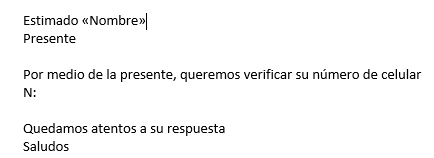 Estimado «Nombre»
Presente
Por medio de la presente, queremos verificar su número de celular
N:
Quedamos atentos a su respuesta
Saludos